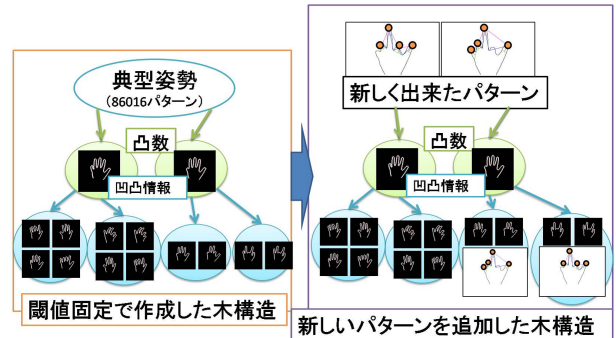 典型姿勢
(86016パターン)
凸数
凹凸情報
閾値固定で作成した木構造
新しく出来たパターン
凸数
凹凸情報
新しいパターンを追加した木構造